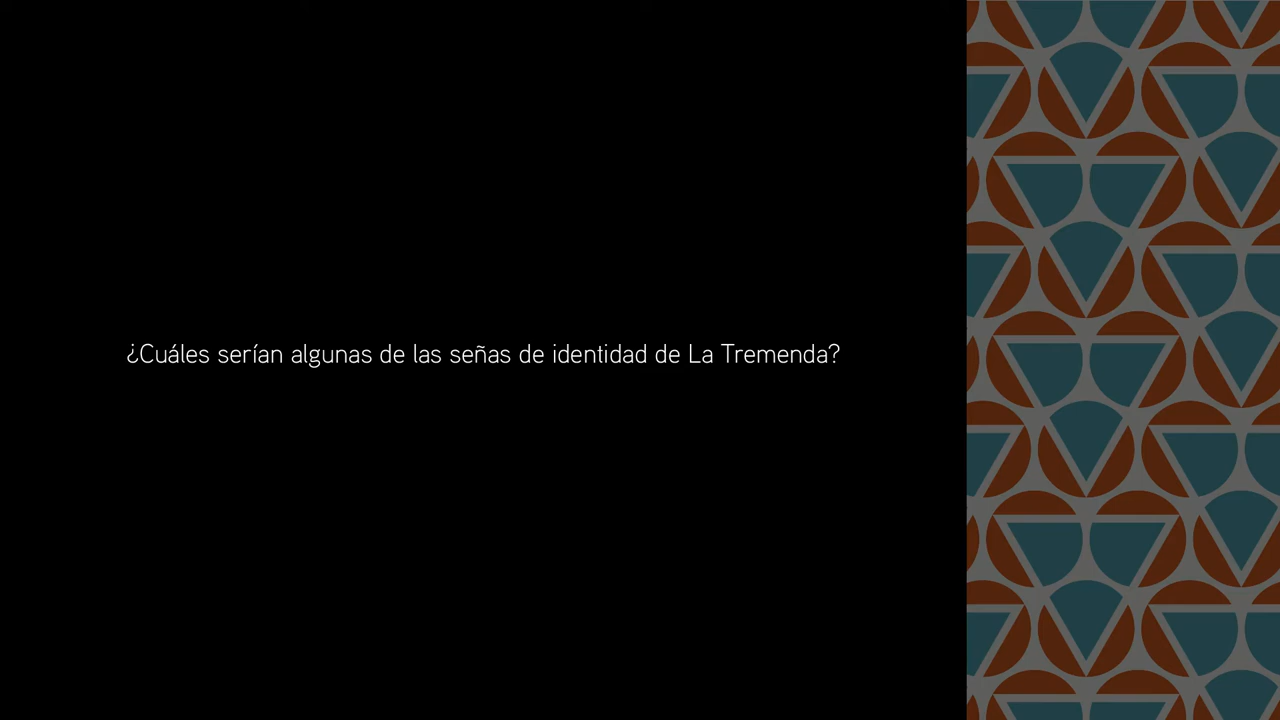 ¿Cuáles serían algunas de las señas de identidad de La Tremenda?